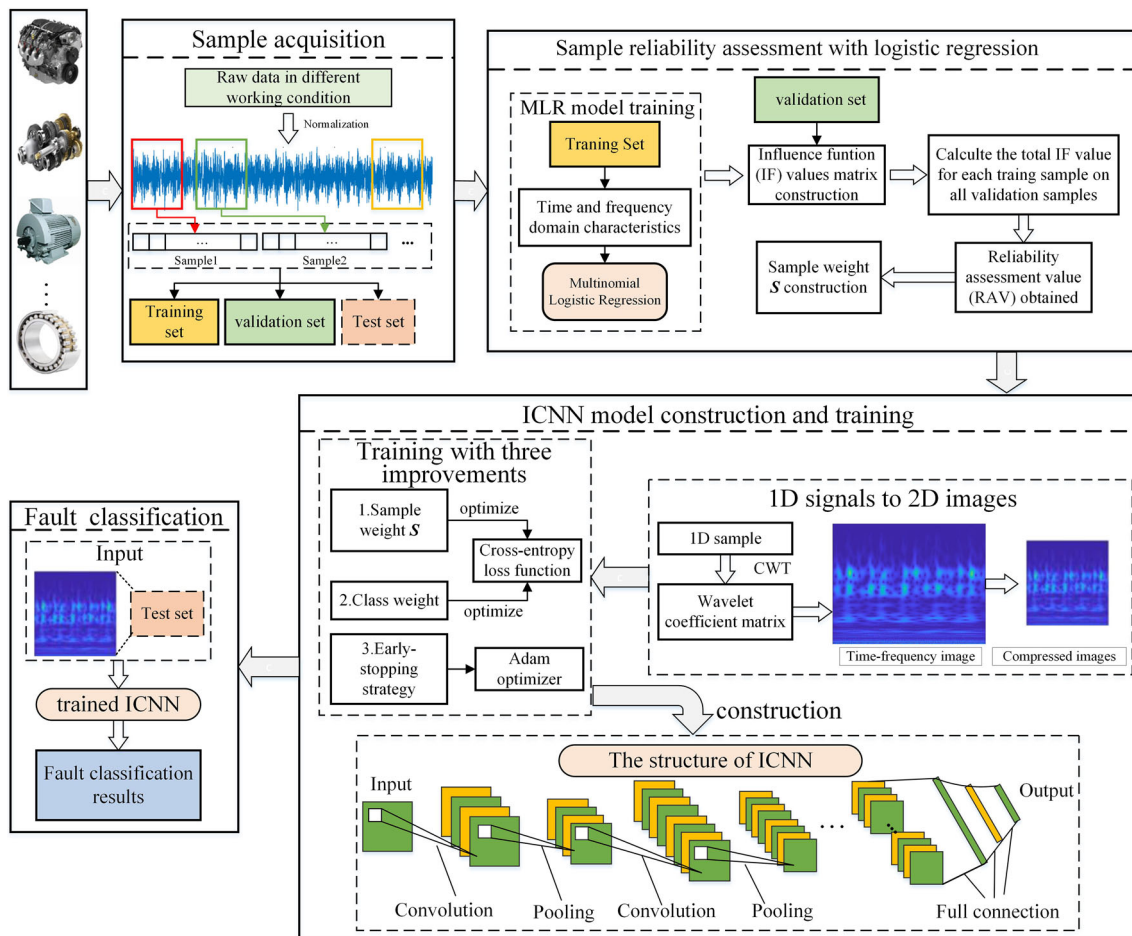 Sample acquisition
Raw data in different
working condition
Normalization
...
...
...
Sample1
Sample2
Training
set
validation set
Test set
Sample reliability assessment with logistic regression
MLR model training
Traning Set
Time and frequency
domain characteristics
Multinomial
Logistic Regression
validation set
Influence funtion
(IF) values matrix
construction
Calculte the total IF value
for each traing sample on
all validation samples
Reliability
assessment value
(RAV) obtained
Sample weight
S construction
ICNN model construction and training
Training with three
improvements
1.Sample
weight S
optimize
Cross-entropy
loss function
2.Class weight
optimize
3.Early-
stopping
strategy
Adam
optimizer
1D signals to 2D images
1D sample
CWT
Wavelet
coefficient matrix
Time-frequency image
Compressed images
construction
The structure of ICNN
Input
Output
...
Convolution
Pooling
Convolution
Pooling
Full connection
Fault classification
Input
Test set
trained ICNN
Fault classification
results